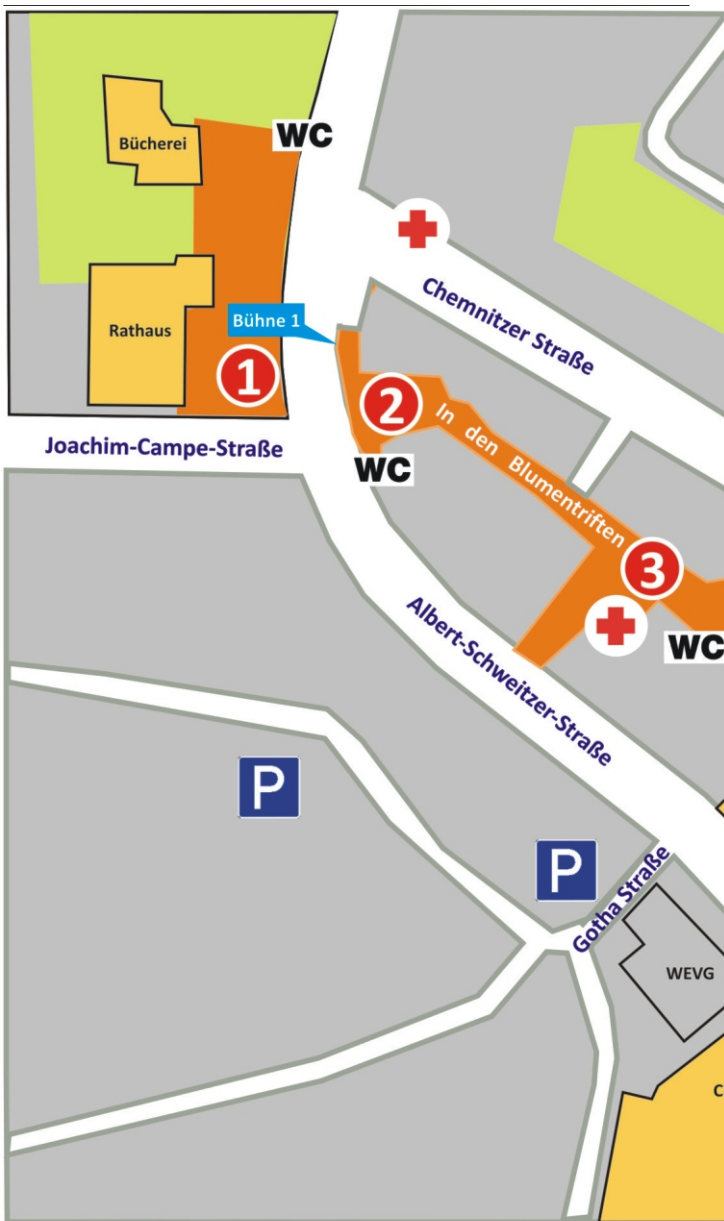 Bücherei
WC
Chemnitzer Straße
Rathaus
Bühne 1
1
2
In den Blumentriften
Joachim-Campe-Straße
WC
3
Albert-Schweitzer-Straße
WC
P
P
Gotha Straße
WEVG
C